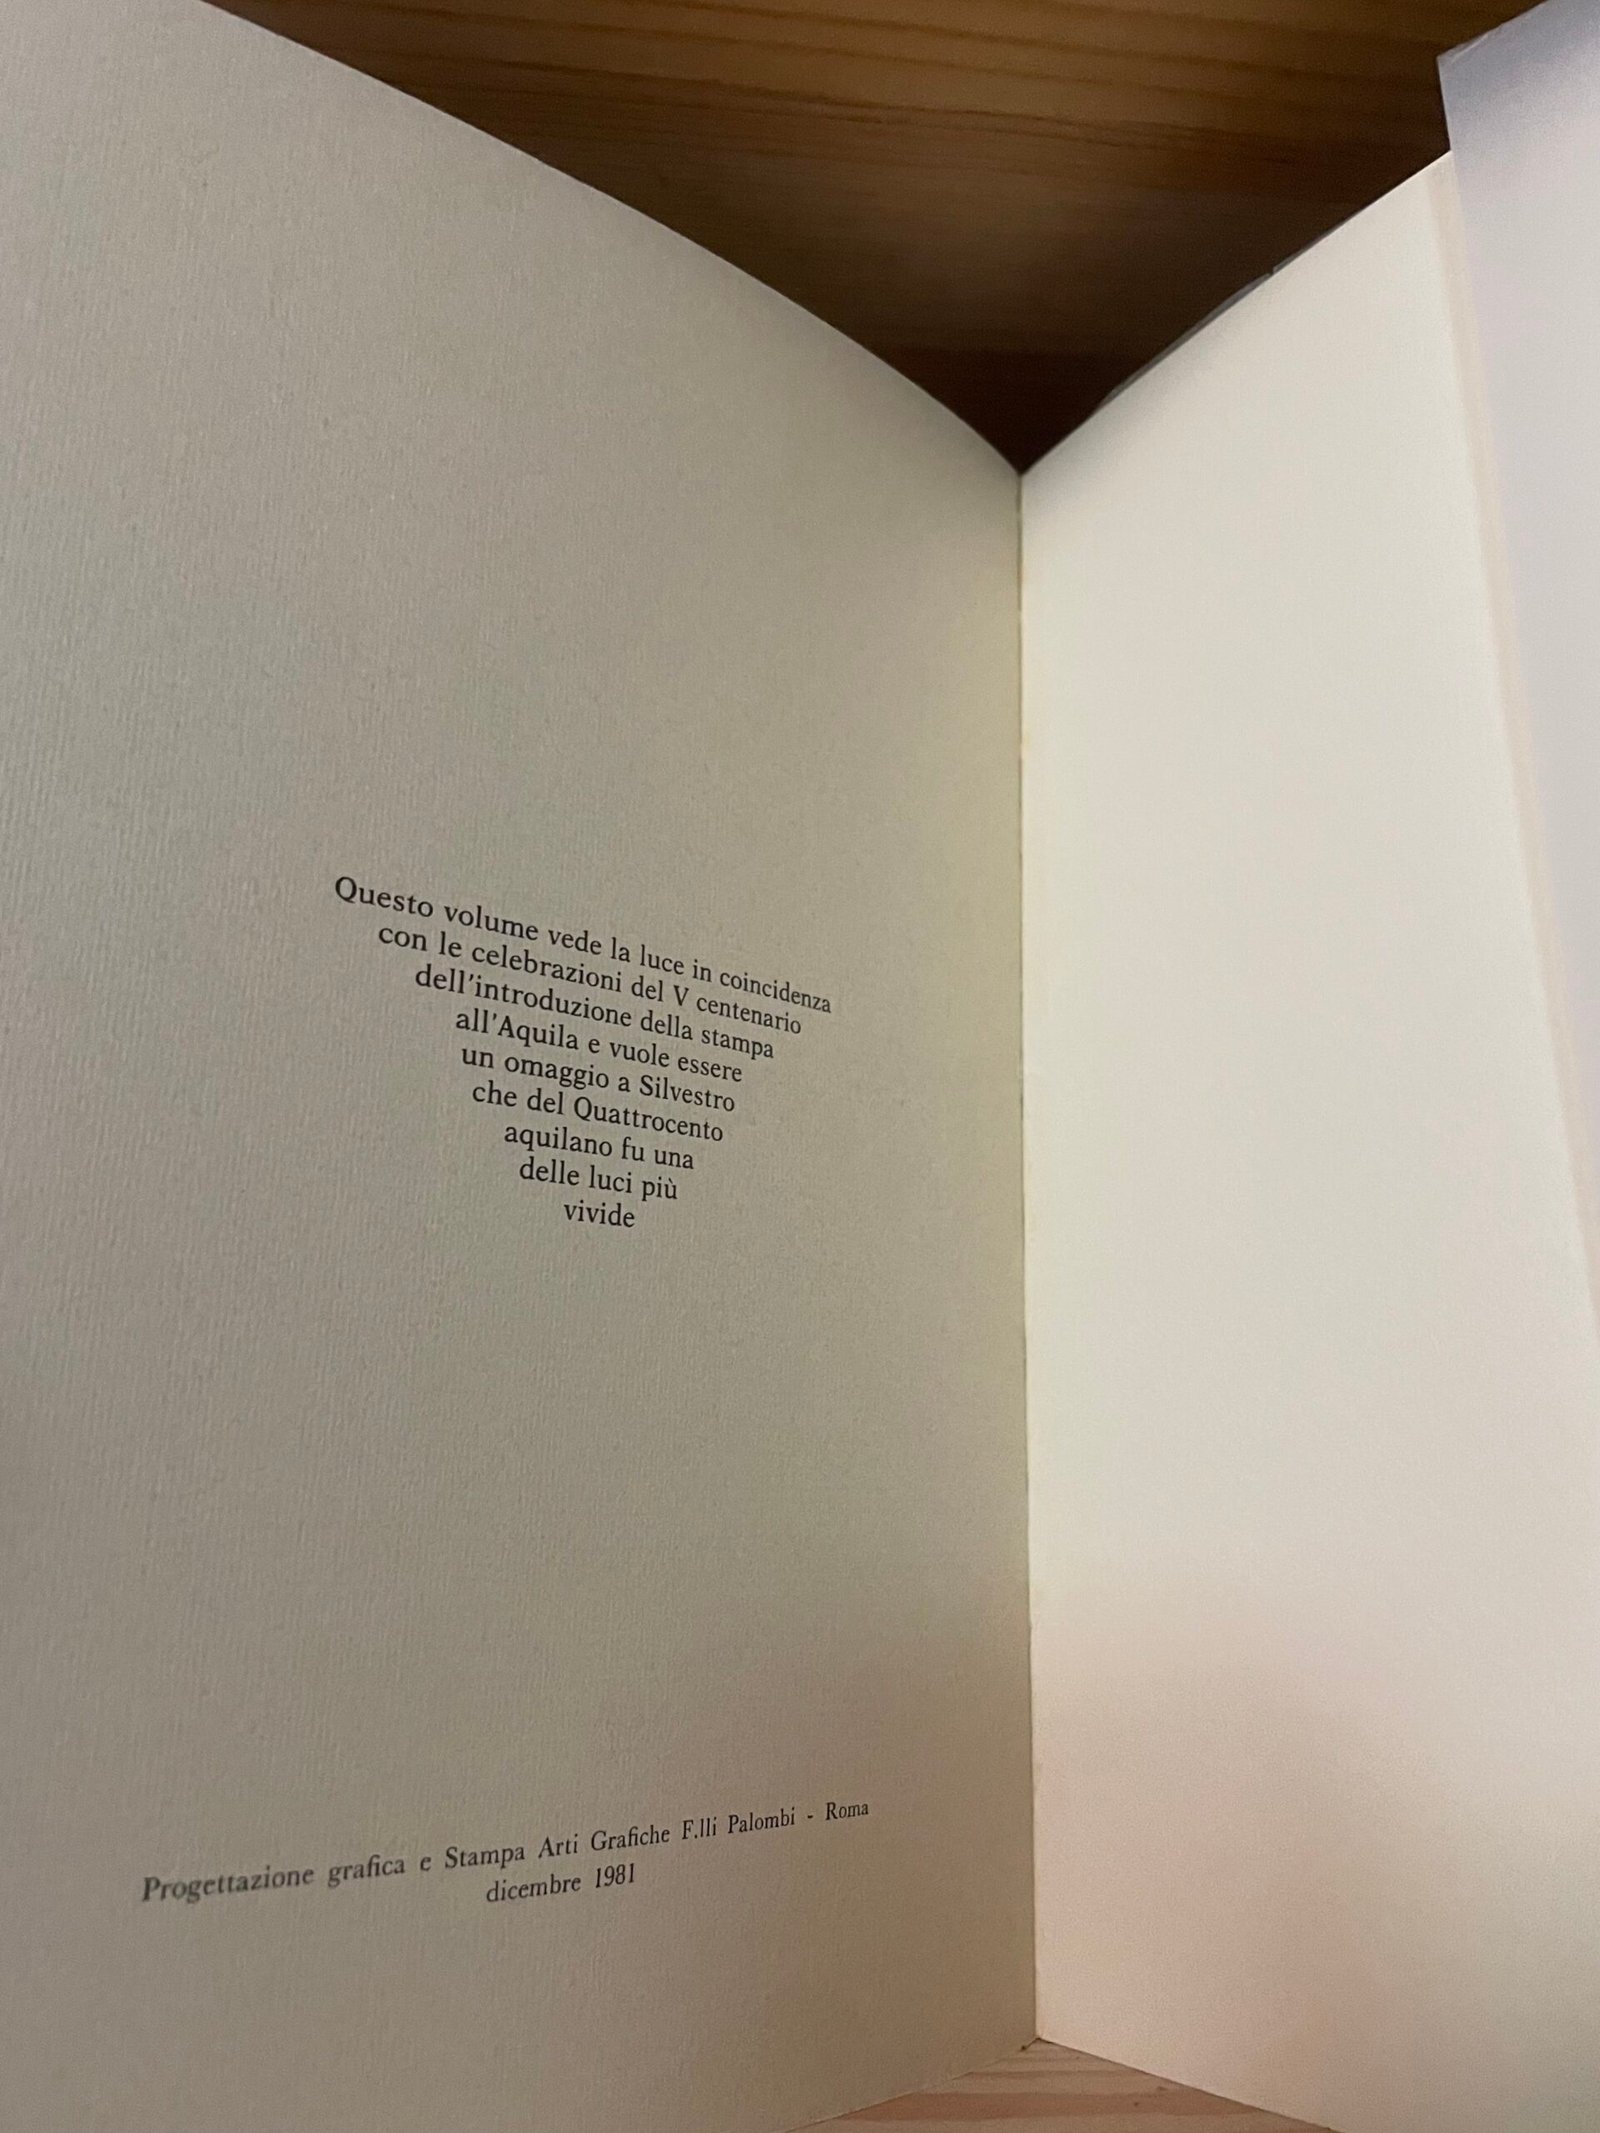 Questo volume vede la luce in coincidenza
con le celebrazioni del V centenario
dell'introduzione della stampa
all'Aquila e vuole essere
un omaggio a Silvestro
che del Quattrocento
aquilano fu una
delle luci più
vivide
Progettazione grafica e Stampa Arti Grafiche F.lli Palombi - Roma
dicembre 1981